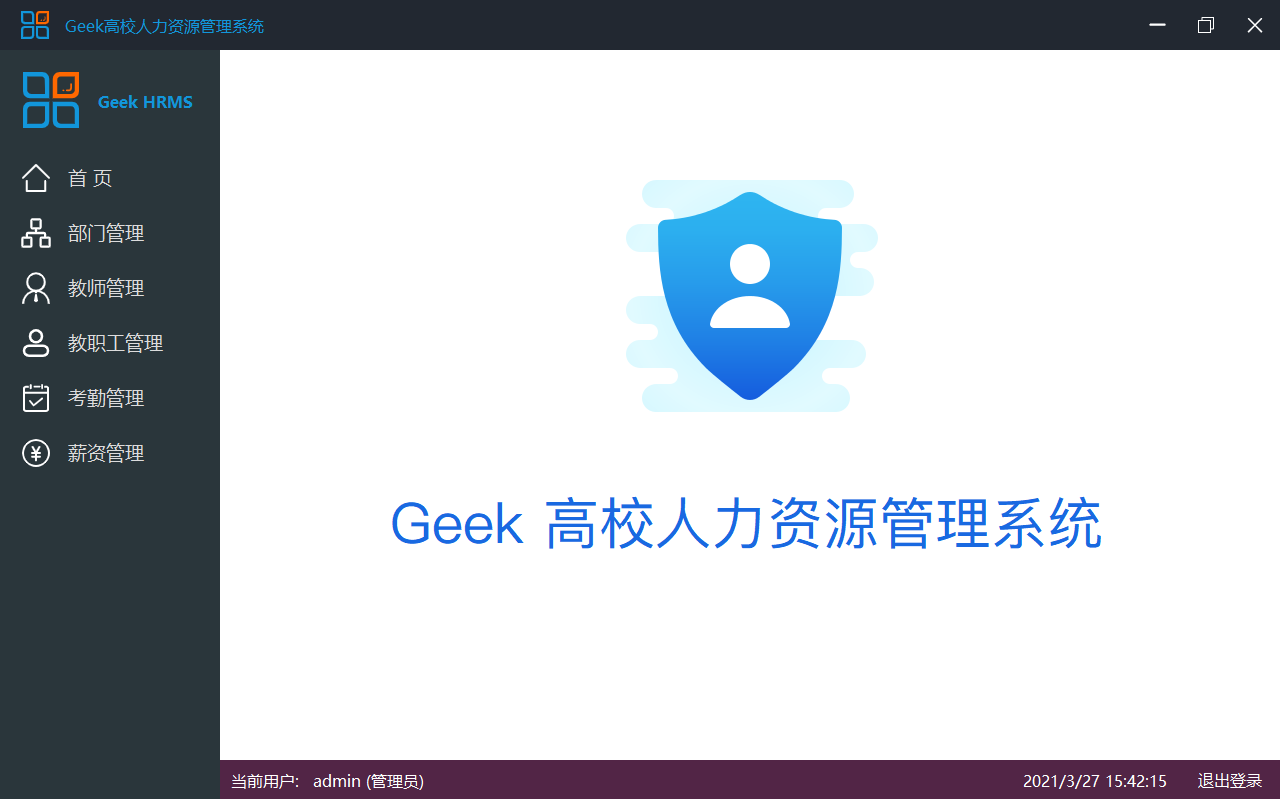 Geek高校人力资源管理系统
Geek HRMS
首 页
部门管理
教师管理
教职工管理
考勤管理
薪资管理
Geek 高校人力资源管理系统
当前用户: admin (管理员)
2021/3/27 15:42:15 退出登录